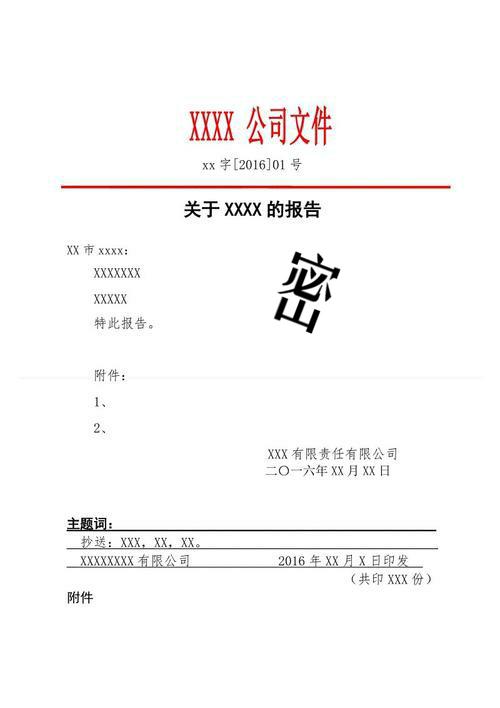 XXXX 公司文件
xx 字[2016]01 号
关于 XXXX 的报告
XX 市 xxxx：
XXXXXXX
密
XXXXX
特此报告。
附件：
1、
2、
XXX 有限责任有限公司
二〇一六年 XX 月 XX 日
主题词：
抄送：XXX，XX，XX。
XXXXXXXX 有限公司 2016 年 XX 月 X 日印发
（共印 XXX 份）
附件